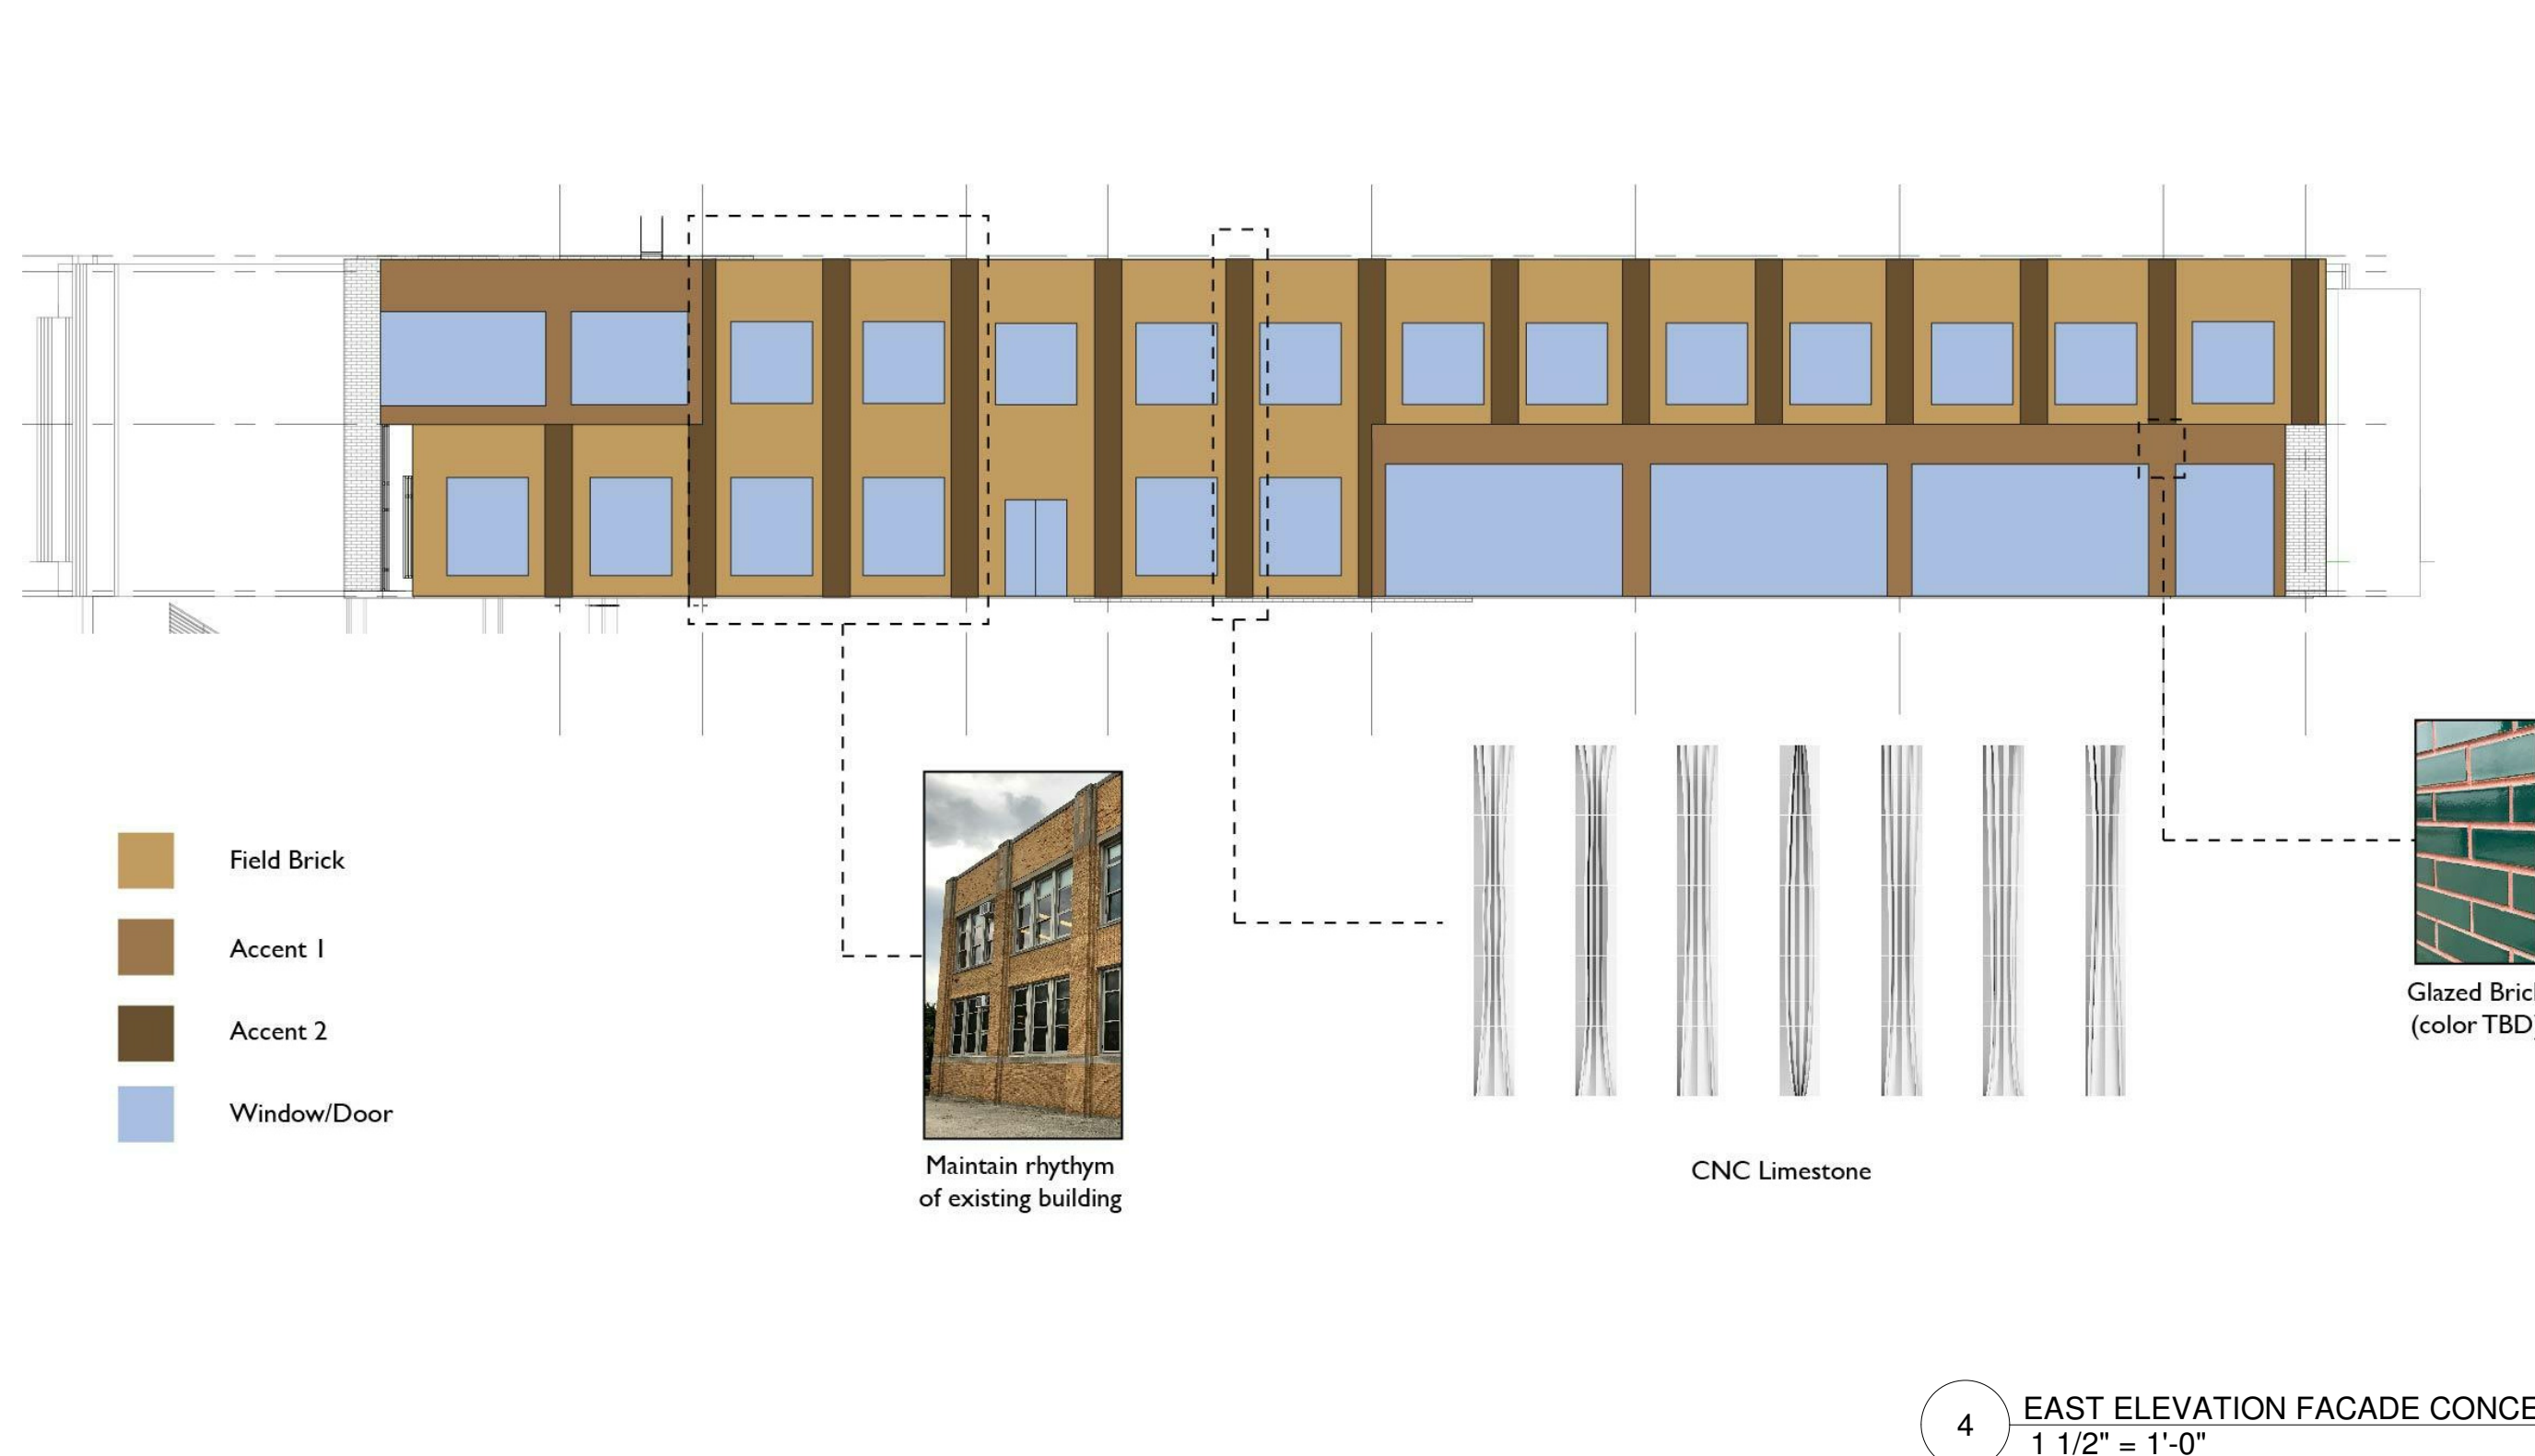 Field Brick
Accent 1
Accent 2
Window/Door
Maintain rhythym
of existing building
CNC Limestone
Glazed Bric
(color TBD)
4
EAST ELEVATION FACADE CONCE
1 1/2" = 1'-0"